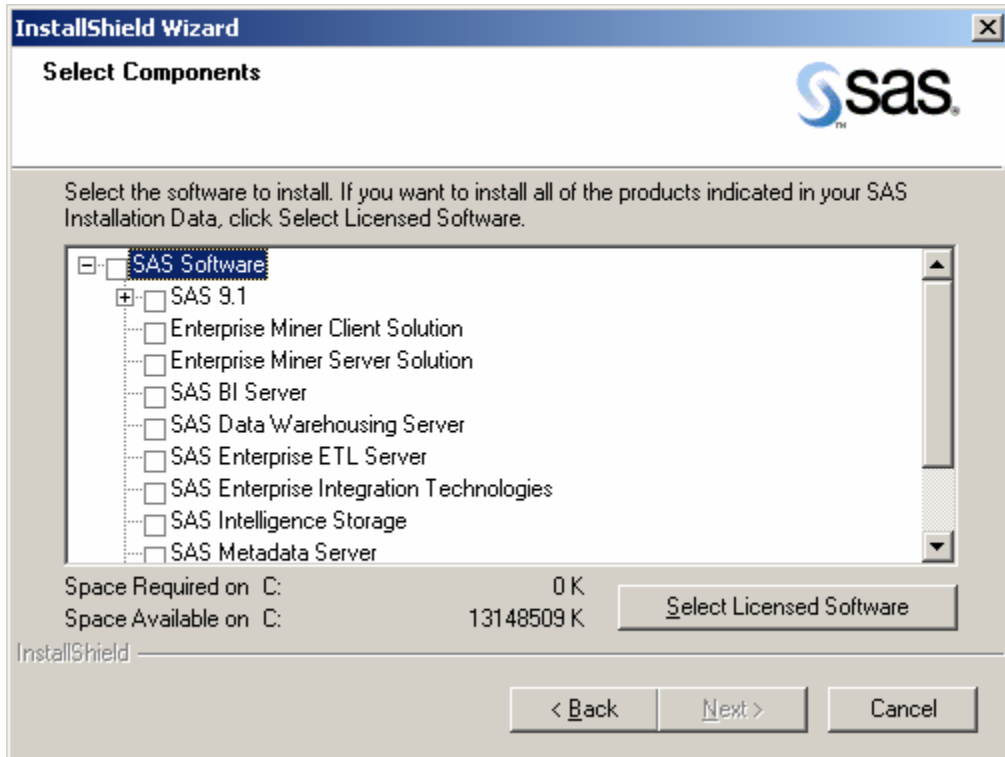 InstallShield Wizard
Select Components
sas®
TM
Select the software to install. If you want to install all of the products indicated in your SAS
Installation Data, click Select Licensed Software.
SAS Software
SAS 9.1
Enterprise Miner Client Solution
Enterprise Miner Server Solution
SAS BI Server
SAS Data Warehousing Server
SAS Enterprise ETL Server
SAS Enterprise Integration Technologies
SAS Intelligence Storage
SAS Metadata Server
Space Required on C: 0 K
Space Available on C: 13148509 K
Select Licensed Software
InstallShield
< Back Next > Cancel